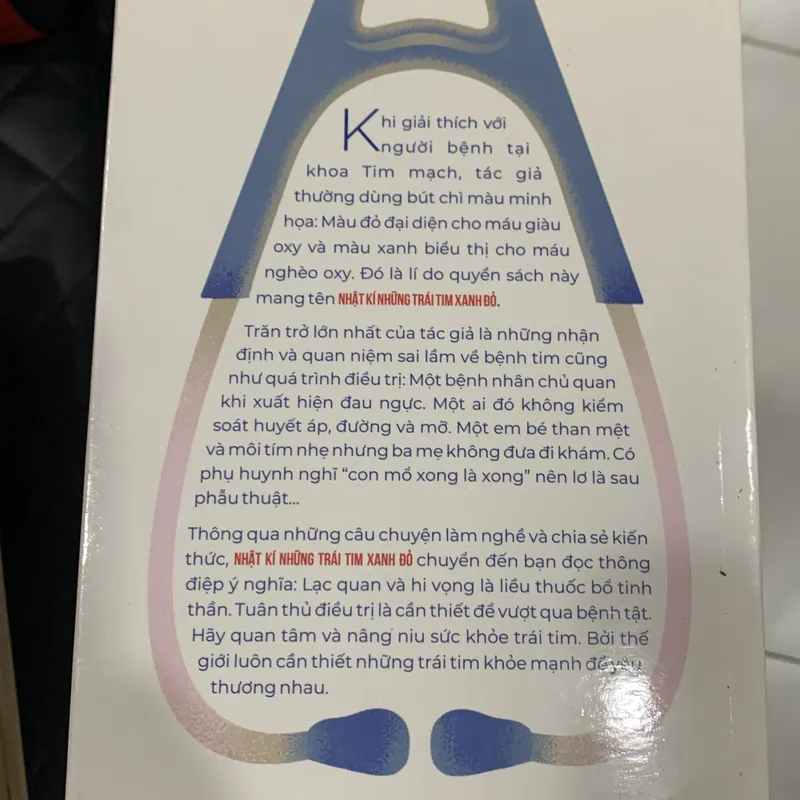 Khi giải thích với
người bệnh tại
khoa Tim mạch, tác giả
thường dùng bút chì màu minh
họa: Màu đỏ đại diện cho máu giàu
oxy và màu xanh biểu thị cho máu
nghèo oxy. Đó là lí do quyển sách này
mang tên NHẬT KÍ NHỮNG TRÁI TIM XANH ĐỎ.
Trăn trở lớn nhất của tác giả là những nhận
định và quan niệm sai lầm về bệnh tim cũng
như quá trình điều trị: Một bệnh nhân chủ quan
khi xuất hiện đau ngực. Một ai đó không kiểm
soát huyết áp, đường và mỡ. Một em bé than mệt
và môi tím nhẹ nhưng ba mẹ không đưa đi khám. Có
phụ huynh nghĩ “con mổ xong là xong” nên lơ là sau
phẫu thuật...
Thông qua những câu chuyện làm nghề và chia sẻ kiến
thức, NHẬT KÍ NHỮNG TRÁI TIM XANH ĐỎ chuyển đến bạn đọc thông
điệp ý nghĩa: Lạc quan và hi vọng là liều thuốc bổ tinh
thần. Tuân thủ điều trị là cần thiết để vượt qua bệnh tật.
Hãy quan tâm và nâng niu sức khỏe trái tim. Bởi thế
giới luôn cần thiết những trái tim khỏe mạnh để yêu
thương nhau.